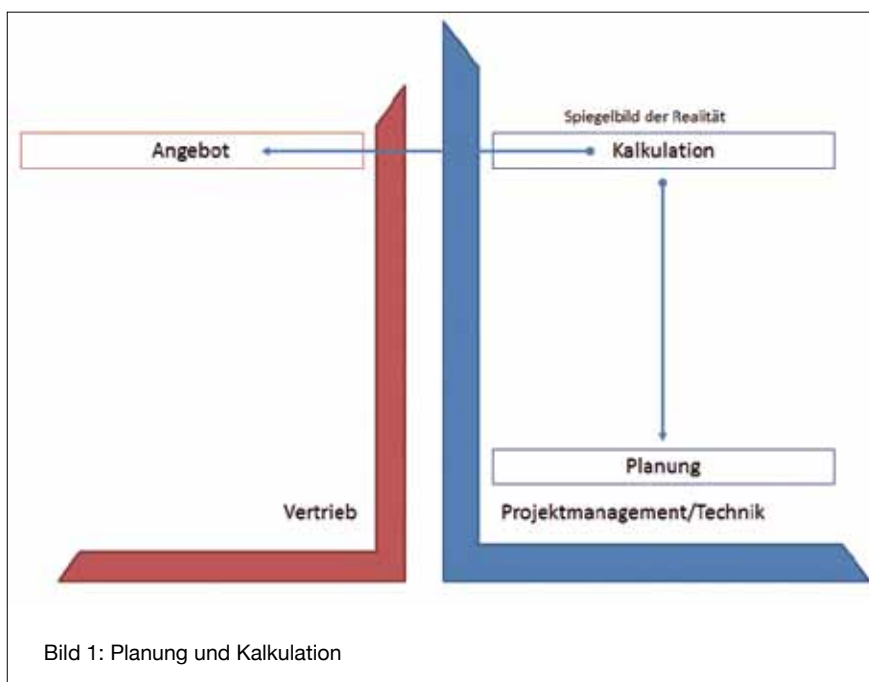 Spiegelbild der Realität
Angebot
Kalkulation
Planung
Vertrieb
Projektmanagement/Technik
Bild 1: Planung und Kalkulation